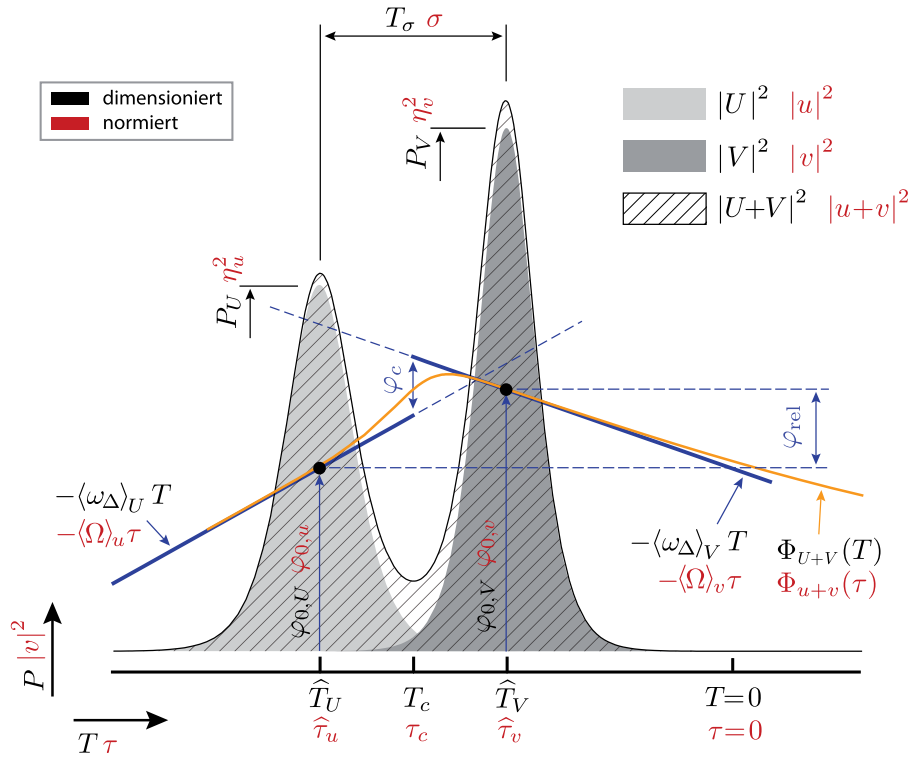 T_σ σ
dimensioniert
normiert
|U|² |u|²
|V|² |v|²
|U+V|² |u+v|²
P_V η_v²
P_U η_u²
φ_c
φ_rel
−⟨ω_Δ⟩_U T
−⟨Ω⟩_u τ
−⟨ω_Δ⟩_V T
−⟨Ω⟩_v τ
Φ_{U+V}(T)
Φ_{u+v}(τ)
φ_{0,U} φ_{0,u}
φ_{0,V} φ_{0,v}
P |v|²
T̂_U T_c T̂_V T=0
τ̂_u τ_c τ̂_v τ=0
T τ